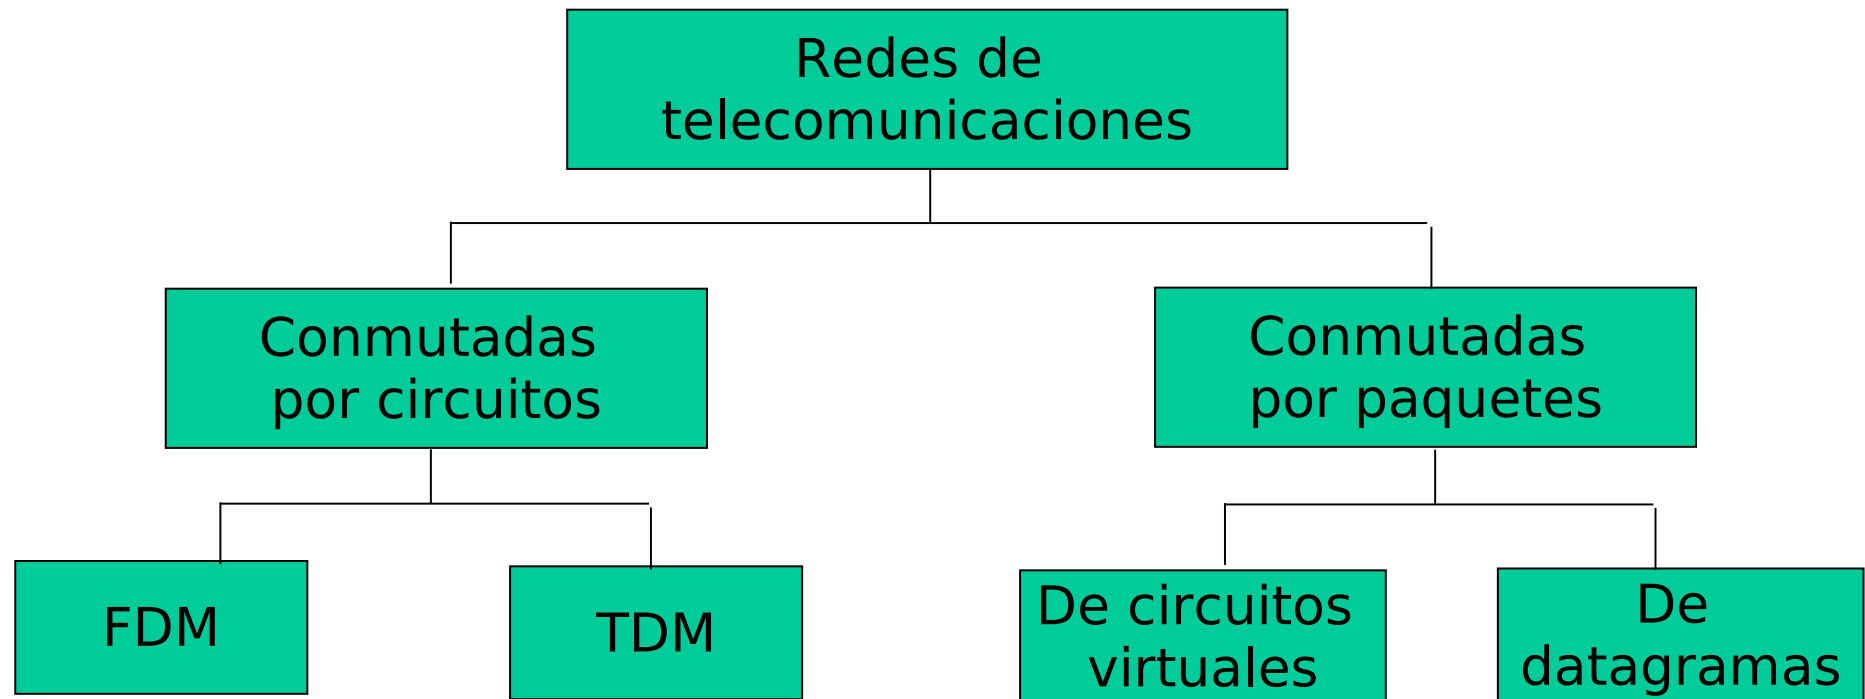 Redes de
telecomunicaciones
Conmutadas
por circuitos
Conmutadas
por paquetes
FDM
TDM
De circuitos
virtuales
De
datagramas